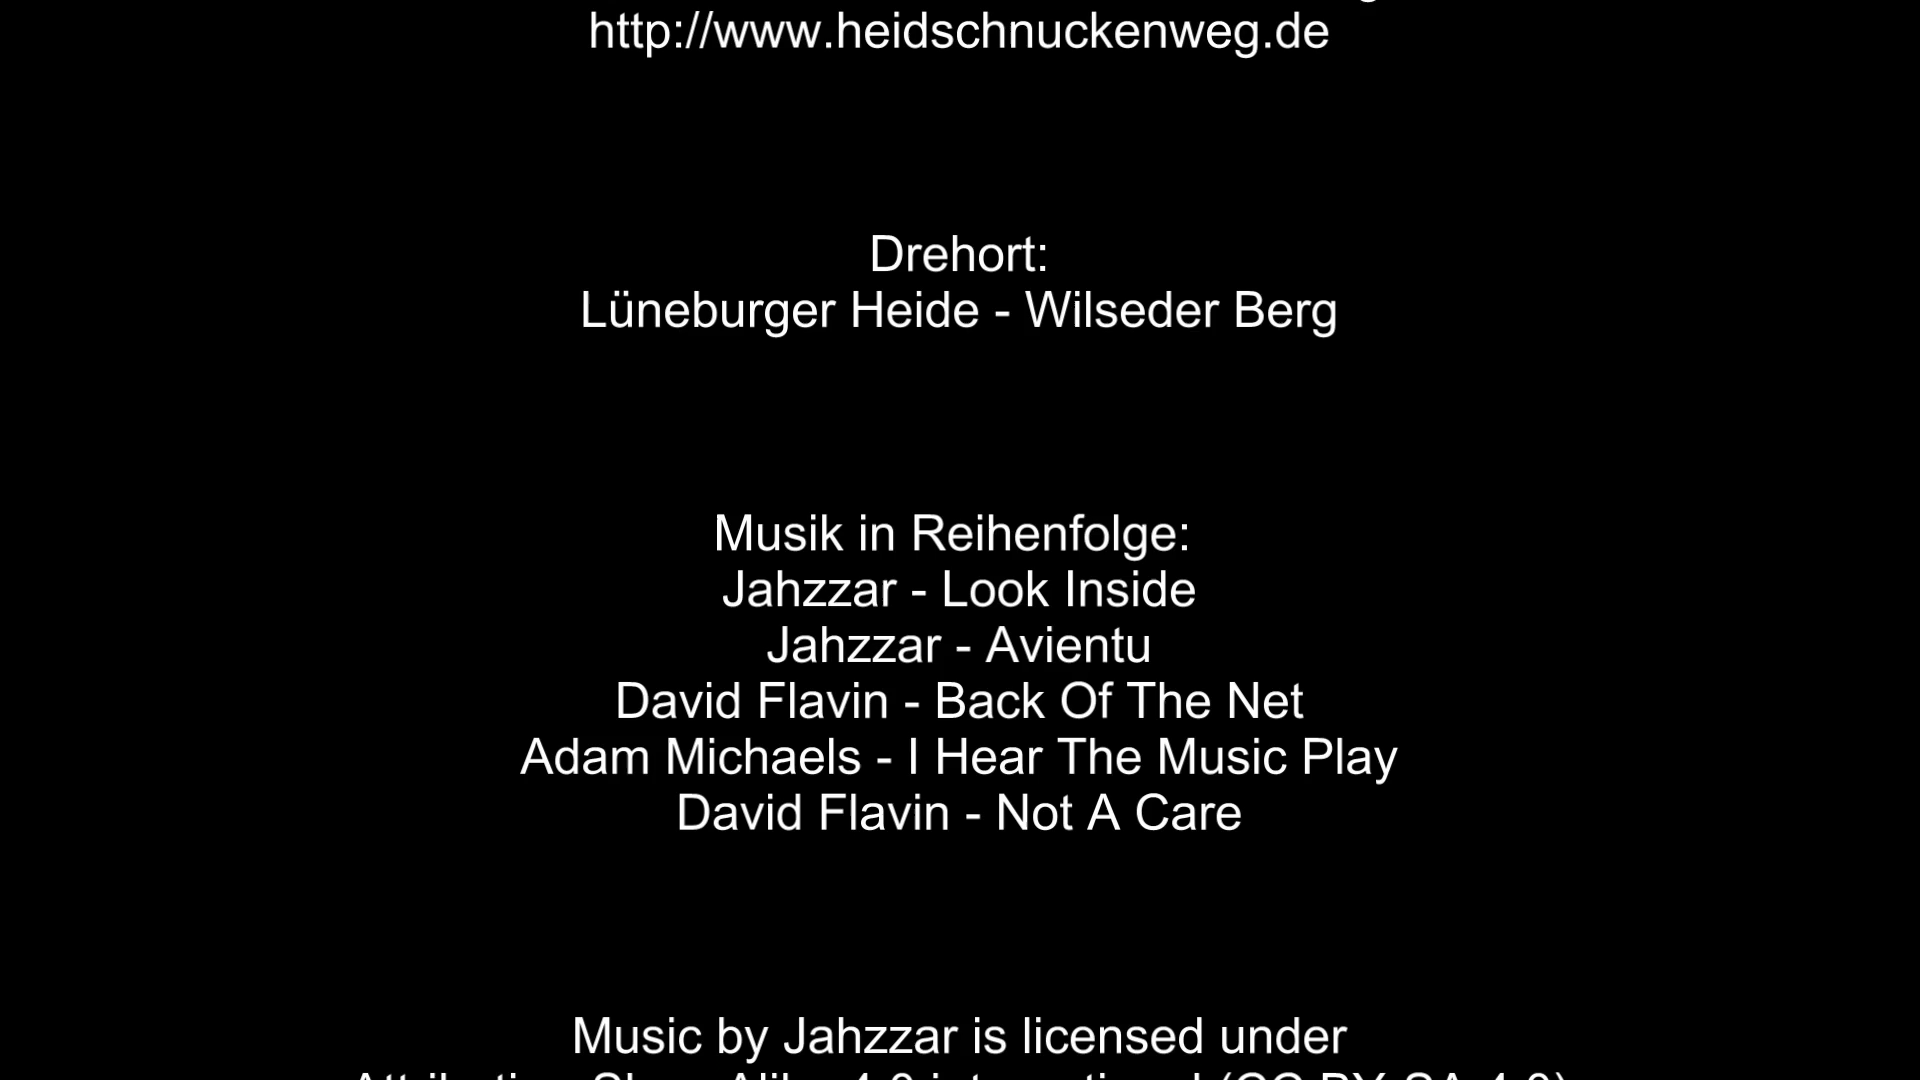 http://www.heidschnuckenweg.de
Drehort:
Lüneburger Heide - Wilseder Berg
Musik in Reihenfolge:
Jahzzar - Look Inside
Jahzzar - Avientu
David Flavin - Back Of The Net
Adam Michaels - I Hear The Music Play
David Flavin - Not A Care
Music by Jahzzar is licensed under